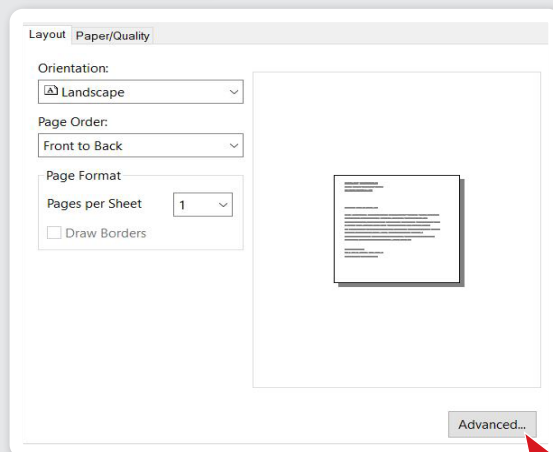 Layout Paper/Quality
Orientation:
Landscape
Page Order:
Front to Back
Page Format
Pages per Sheet 1
Draw Borders
Advanced...